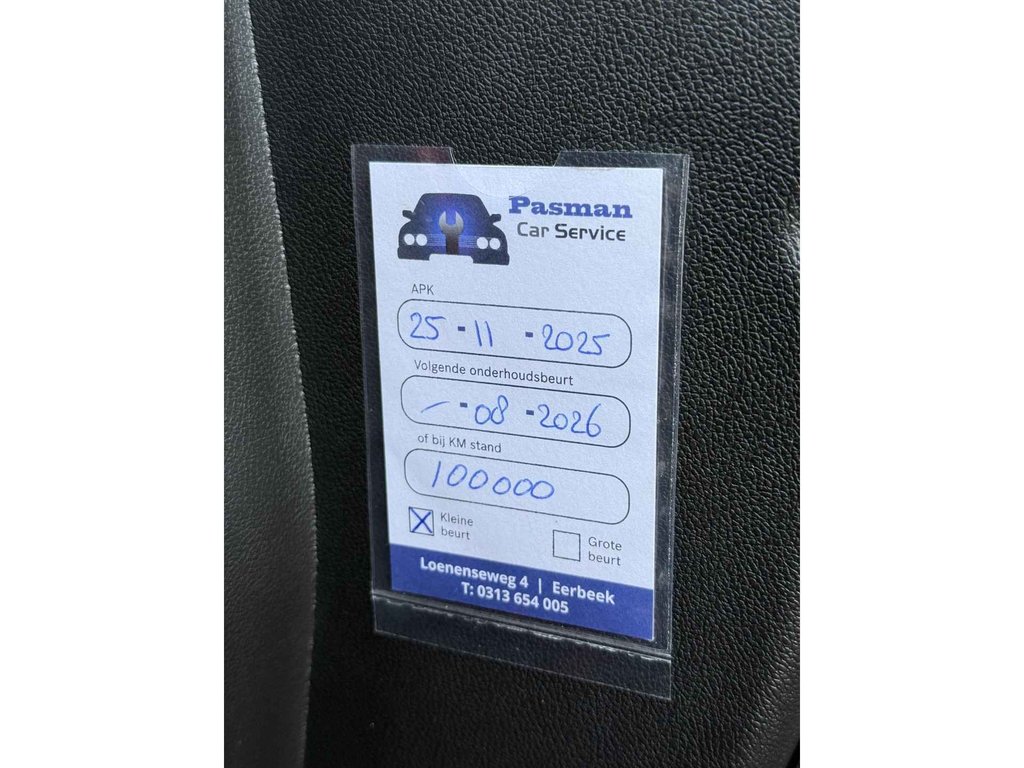 Pasman
Car Service
APK
25 - 11 - 2025
Volgende onderhoudsbeurt
- - 08 - 2026
of bij KM stand
100000
Kleine
beurt
Grote
beurt
Loenenseweg 4 | Eerbeek
T: 0313 654 005